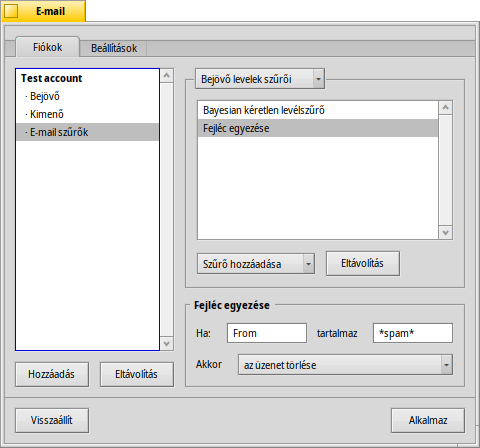 E-mail
Fiókok
Beállítások
Test account
· Bejövő
· Kimenő
· E-mail szűrők
Hozzáadás
Eltávolítás
Bejövő levelek szűrői
Bayesian kéretlen levélszűrő
Fejléc egyezése
Szűrő hozzáadása
Eltávolítás
Fejléc egyezése
Ha:
From
tartalmaz
*spam*
Akkor
az üzenet törlése
Visszaállít
Alkalmaz